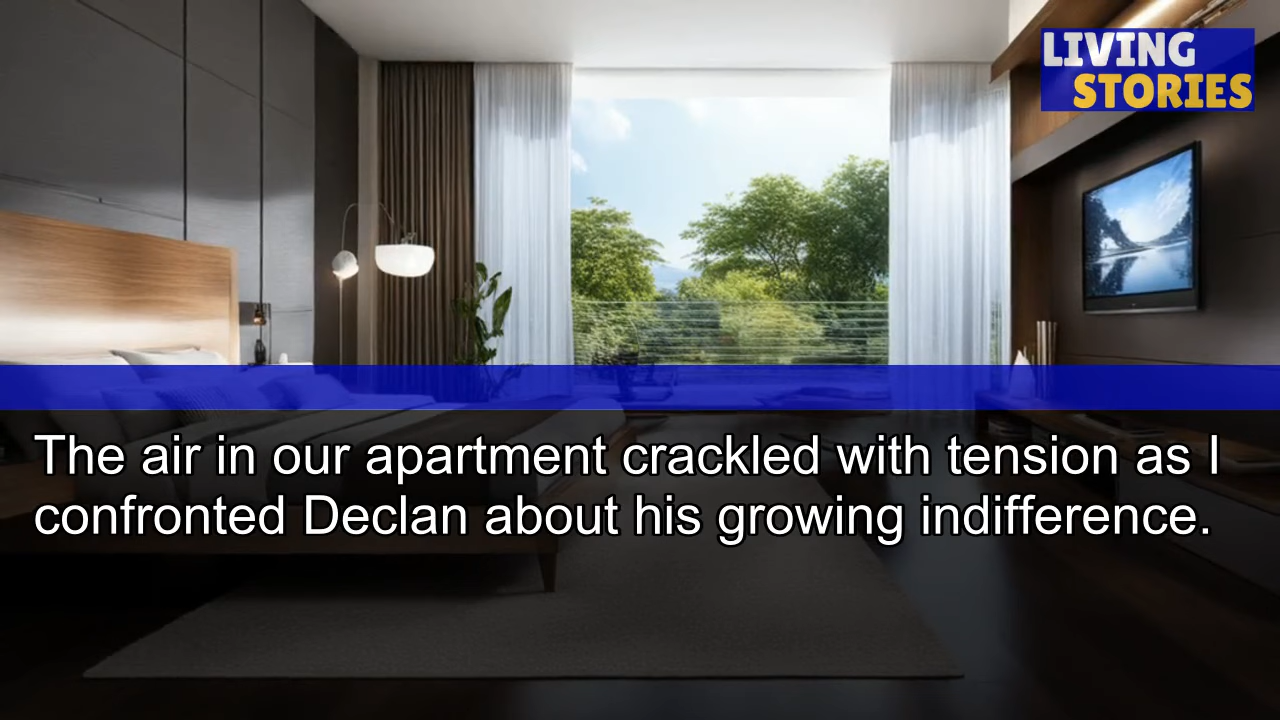 LIVING
STORIES
The air in our apartment crackled with tension as I
confronted Declan about his growing indifference.